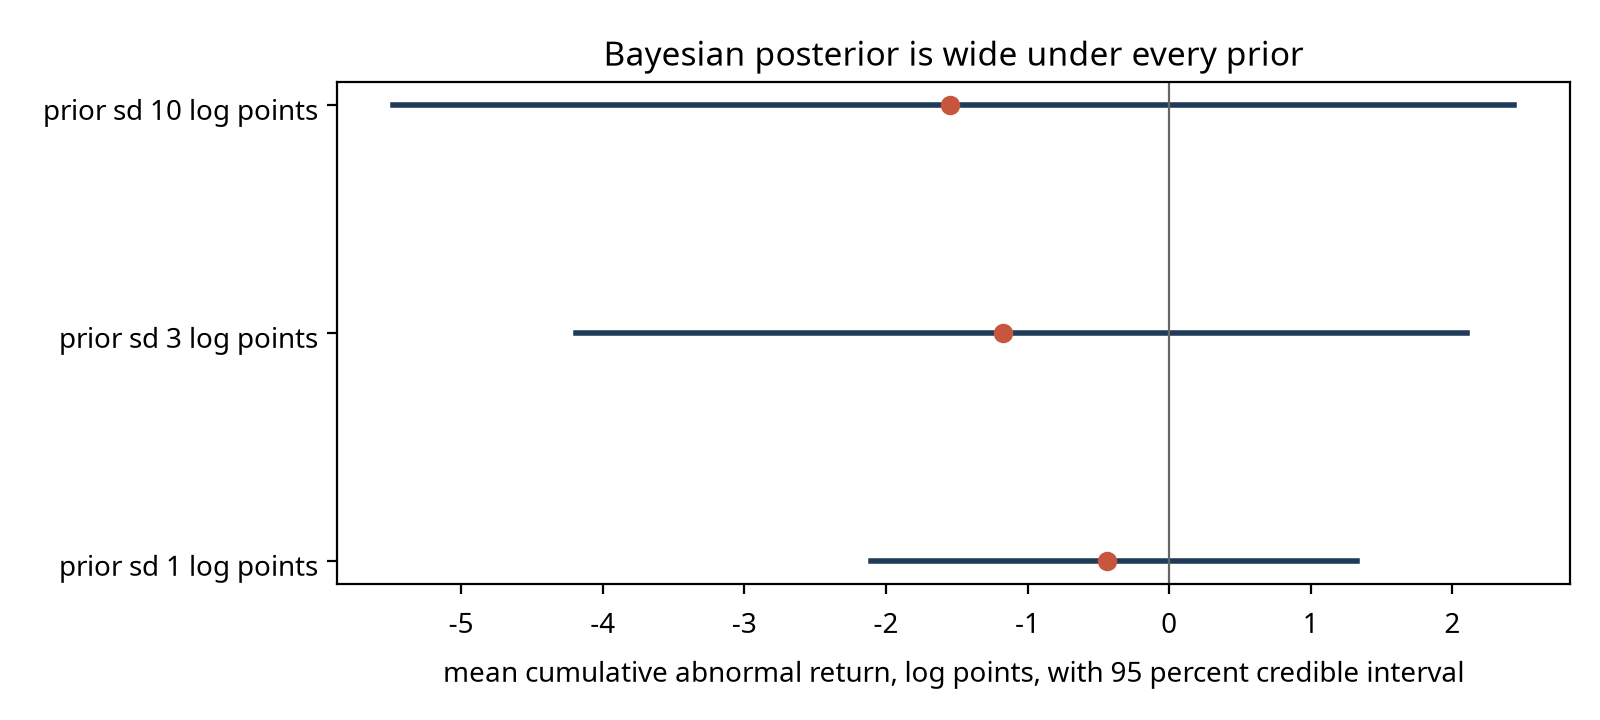 Bayesian posterior is wide under every prior
prior sd 10 log points
prior sd 3 log points
prior sd 1 log points
-5 -4 -3 -2 -1 0 1 2
mean cumulative abnormal return, log points, with 95 percent credible interval